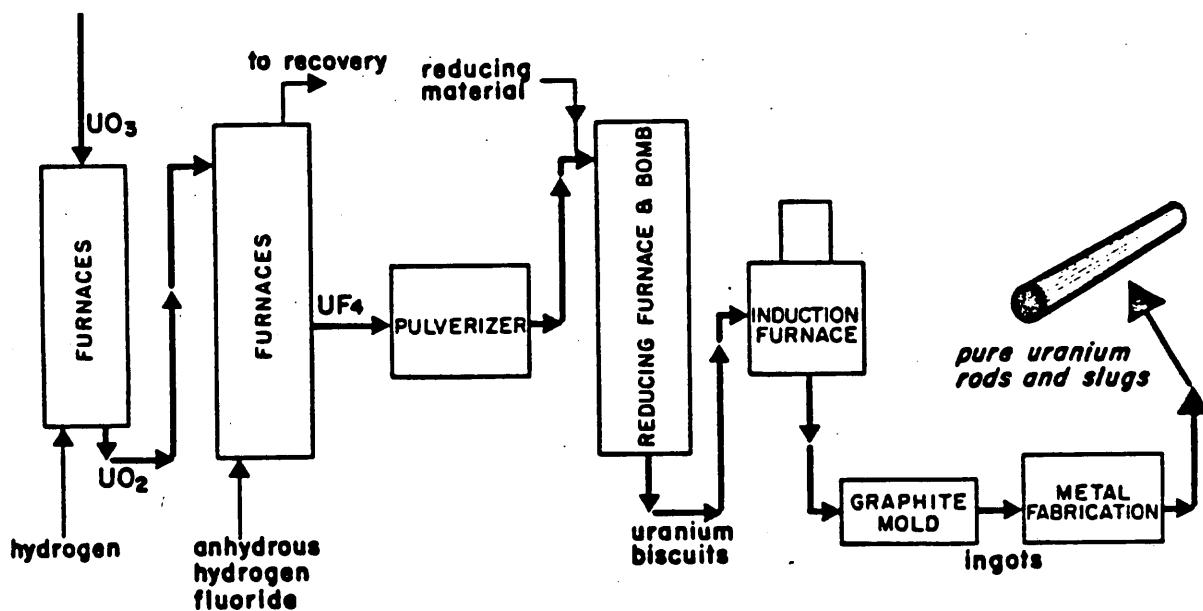 to recovery
reducing
material
UO3
FURNACES
FURNACES
UF4
PULVERIZER
REDUCING FURNACE & BOMB
INDUCTION
FURNACE
pure uranium
rods and slugs
UO2
hydrogen
anhydrous
hydrogen
fluoride
uranium
biscuits
GRAPHITE
MOLD
ingots
METAL
FABRICATION